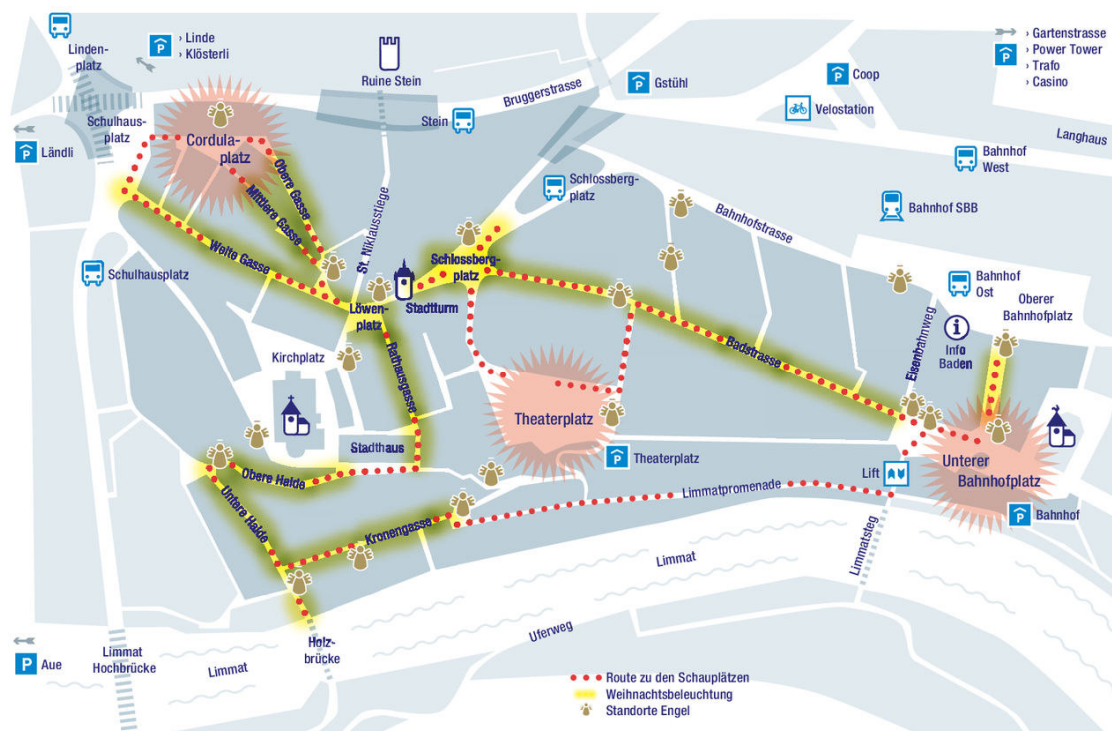 Linden-
platz
› Linde
› Klösterli
Ruine Stein
› Gartenstrasse
› Power Tower
› Trafo
› Casino
Bruggerstrasse
Gstühl
Coop
Velostation
Langhaus
Schulhaus-
platz
Stein
Ländli
Cordula-
platz
Obere Gasse
Mittlere Gasse
Weite Gasse
St. Niklausstiege
Schlossberg-
platz
Bahnhofstrasse
Bahnhof
West
Bahnhof SBB
Schulhausplatz
Schlossberg-
platz
Stadtturm
Löwen-
platz
Bahnhof
Ost
Oberer
Bahnhofplatz
Eisenbahnweg
Info
Baden
Badstrasse
Rathausgasse
Kirchplatz
Theaterplatz
Stadthaus
Theaterplatz
Obere Halde
Untere Halde
Lift
Unterer
Bahnhofplatz
Bahnhof
Limmatpromenade
Kronengasse
Limmatsteg
Limmat
Uferweg
Holz-
brücke
Limmat
Limmat
Hochbrücke
P Aue
Route zu den Schauplätzen
Weihnachtsbeleuchtung
Standorte Engel